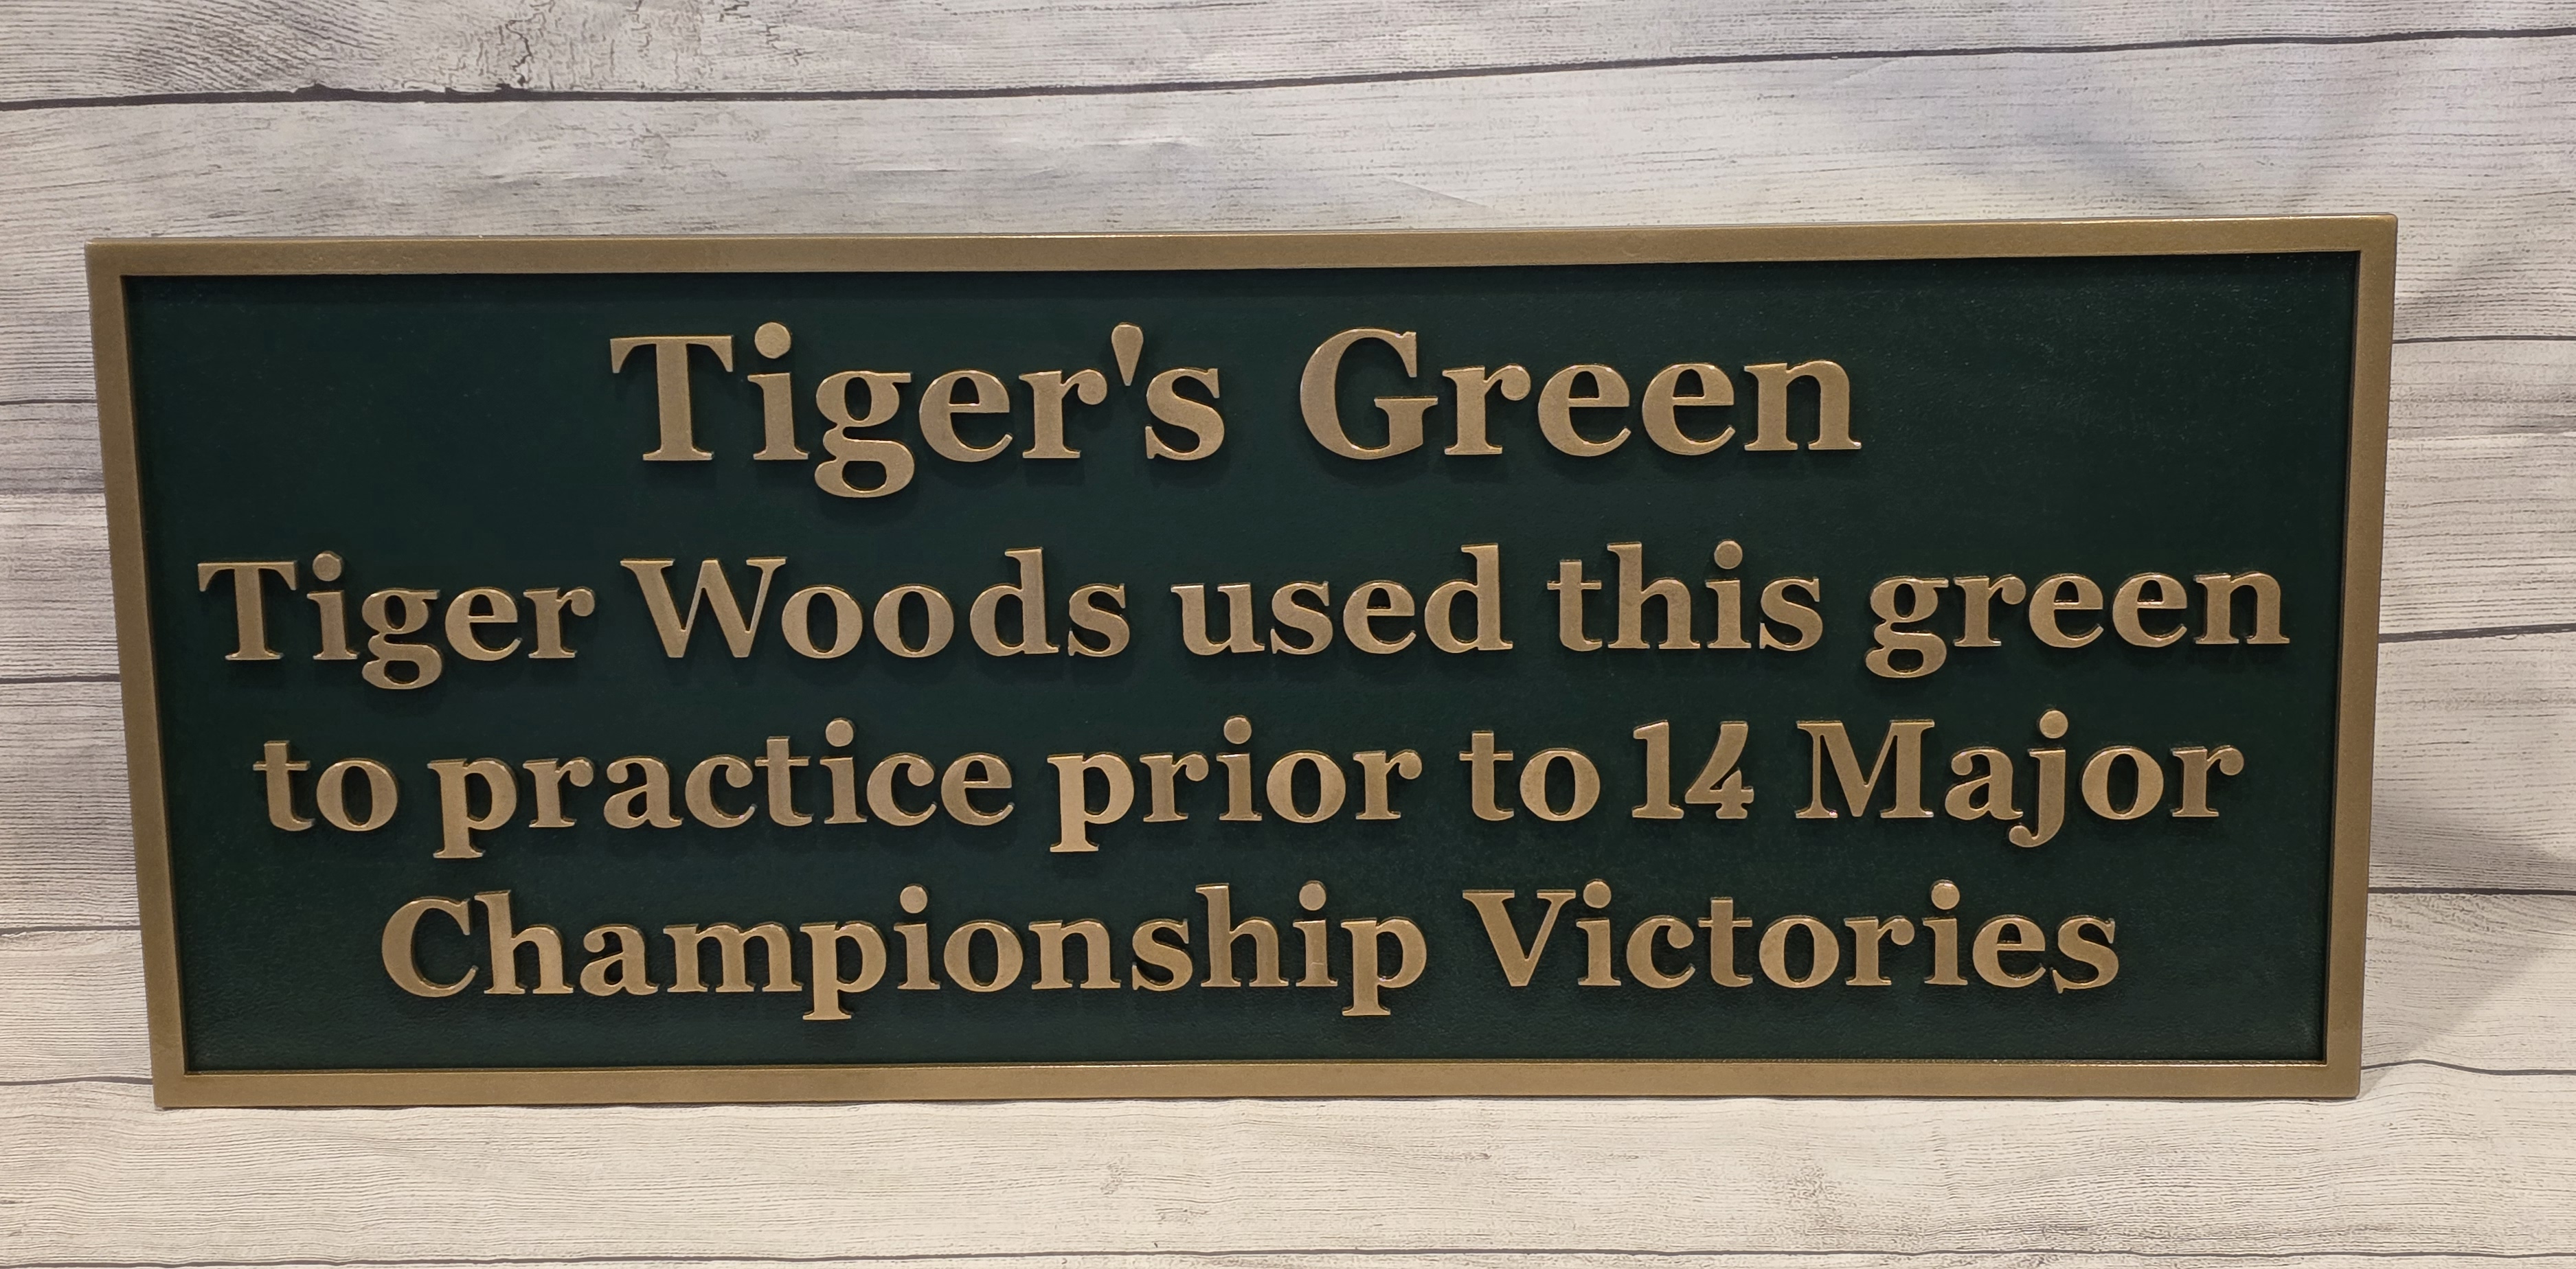 Tiger's Green
Tiger Woods used this green
to practice prior to 14 Major
Championship Victories